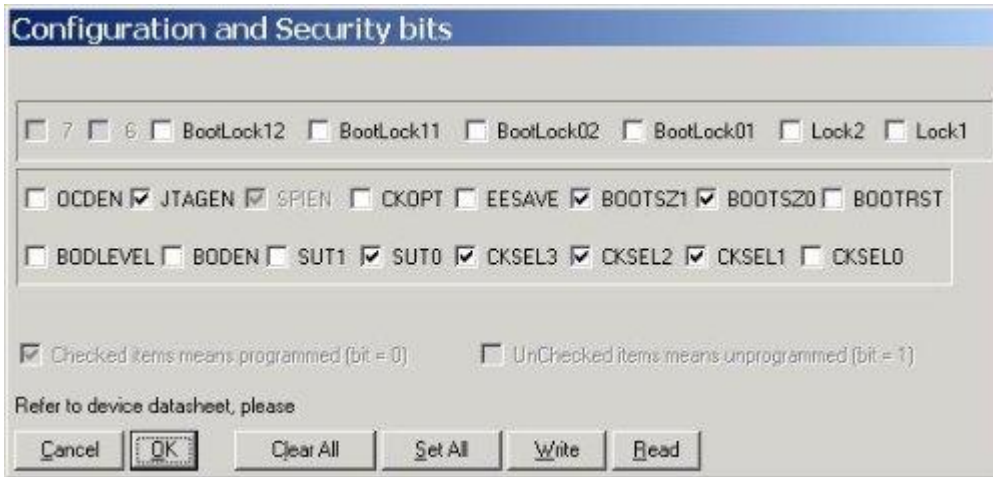 Configuration and Security bits
7 6 BootLock12 BootLock11 BootLock02 BootLock01 Lock2 Lock1
OCDEN JTAGEN SPIEN CKOPT EESAVE BOOTSZ1 BOOTSZ0 BOOTRST
BODLEVEL BODEN SUT1 SUT0 CKSEL3 CKSEL2 CKSEL1 CKSEL0
Checked items means programmed (bit = 0) UnChecked items means unprogrammed (bit = 1)
Refer to device datasheet, please
Cancel OK Clear All Set All Write Read